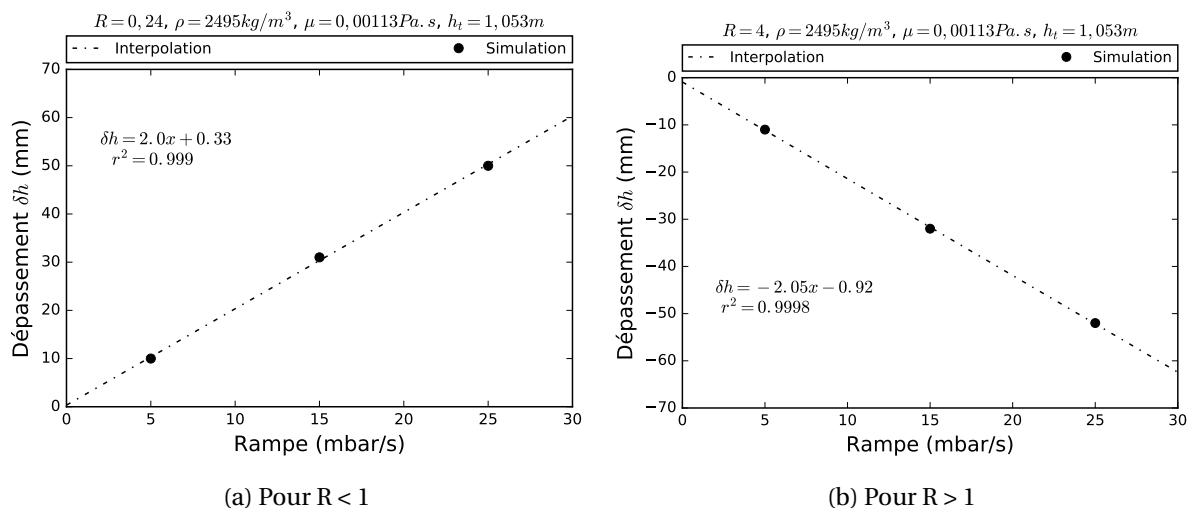 R = 0, 24, ρ = 2495kg/m³, μ = 0, 00113Pa. s, hₜ = 1, 053m
Interpolation Simulation
70
60
50
40
30
20
10
0
Dépassement δh (mm)
δh = 2.0x + 0.33
r² = 0.999
0 5 10 15 20 25 30
Rampe (mbar/s)
(a) Pour R < 1
R = 4, ρ = 2495kg/m³, μ = 0, 00113Pa. s, hₜ = 1, 053m
Interpolation Simulation
0
−10
−20
−30
−40
−50
−60
−70
Dépassement δh (mm)
δh = −2.05x − 0.92
r² = 0.9998
0 5 10 15 20 25 30
Rampe (mbar/s)
(b) Pour R > 1